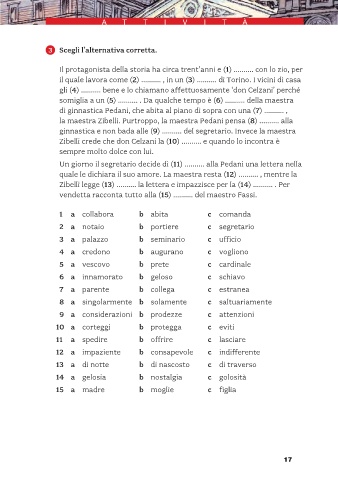 A T T I V I T À
3 Scegli l'alternativa corretta.
Il protagonista della storia ha circa trent'anni e (1) .......... con lo zio, per
il quale lavora come (2) .......... , in un (3) .......... di Torino. I vicini di casa
gli (4) .......... bene e lo chiamano affettuosamente 'don Celzani' perché
somiglia a un (5) .......... . Da qualche tempo è (6) .......... della maestra
di ginnastica Pedani, che abita al piano di sopra con una (7) .......... ,
la maestra Zibelli. Purtroppo, la maestra Pedani pensa (8) .......... alla
ginnastica e non bada alle (9) .......... del segretario. Invece la maestra
Zibelli crede che don Celzani la (10) .......... e quando lo incontra è
sempre molto dolce con lui.
Un giorno il segretario decide di (11) .......... alla Pedani una lettera nella
quale le dichiara il suo amore. La maestra resta (12) .......... , mentre la
Zibelli legge (13) .......... la lettera e impazzisce per la (14) .......... . Per
vendetta racconta tutto alla (15) .......... del maestro Fassi.
1 a collabora b abita c comanda
2 a notaio b portiere c segretario
3 a palazzo b seminario c ufficio
4 a credono b augurano c vogliono
5 a vescovo b prete c cardinale
6 a innamorato b geloso c schiavo
7 a parente b collega c estranea
8 a singolarmente b solamente c saltuariamente
9 a considerazioni b prodezze c attenzioni
10 a corteggi b protegga c eviti
11 a spedire b offrire c lasciare
12 a impaziente b consapevole c indifferente
13 a di notte b di nascosto c di traverso
14 a gelosia b nostalgia c golosità
15 a madre b moglie c figlia
17